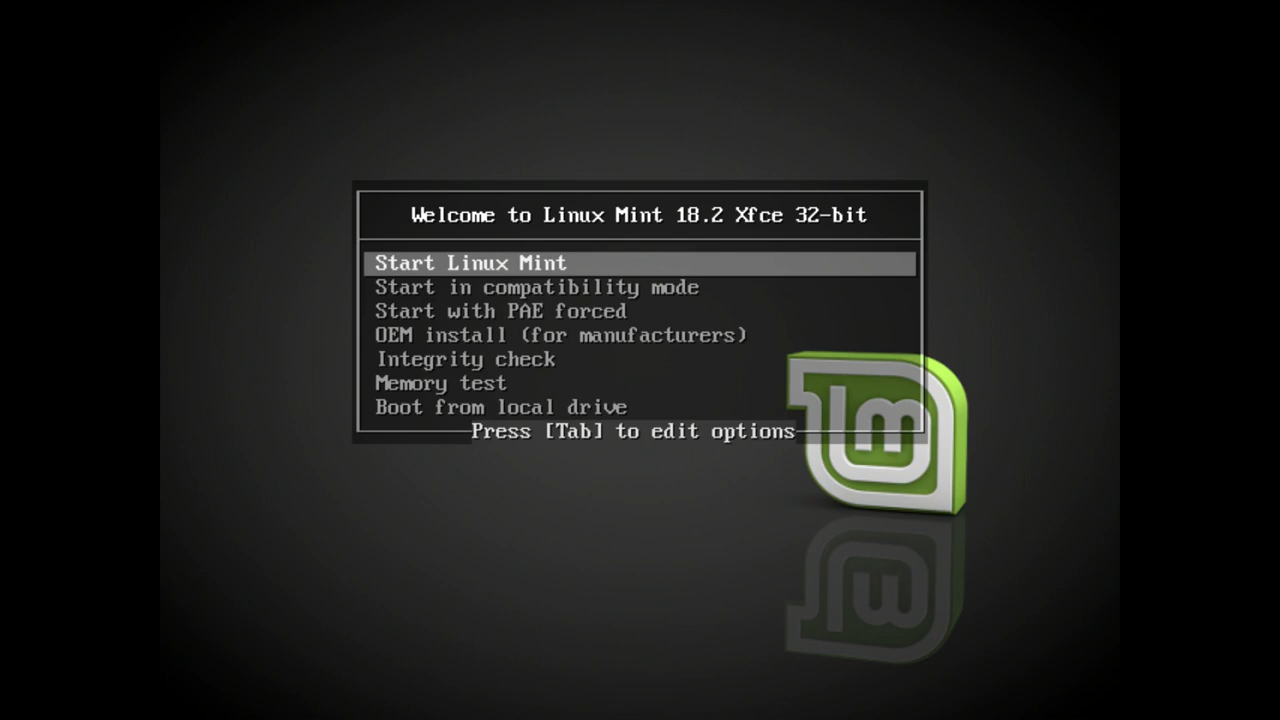 Welcome to Linux Mint 18.2 Xfce 32-bit
Start Linux Mint
Start in compatibility mode
Start with PAE forced
OEM install (for manufacturers)
Integrity check
Memory test
Boot from local drive
Press [Tab] to edit options
lm